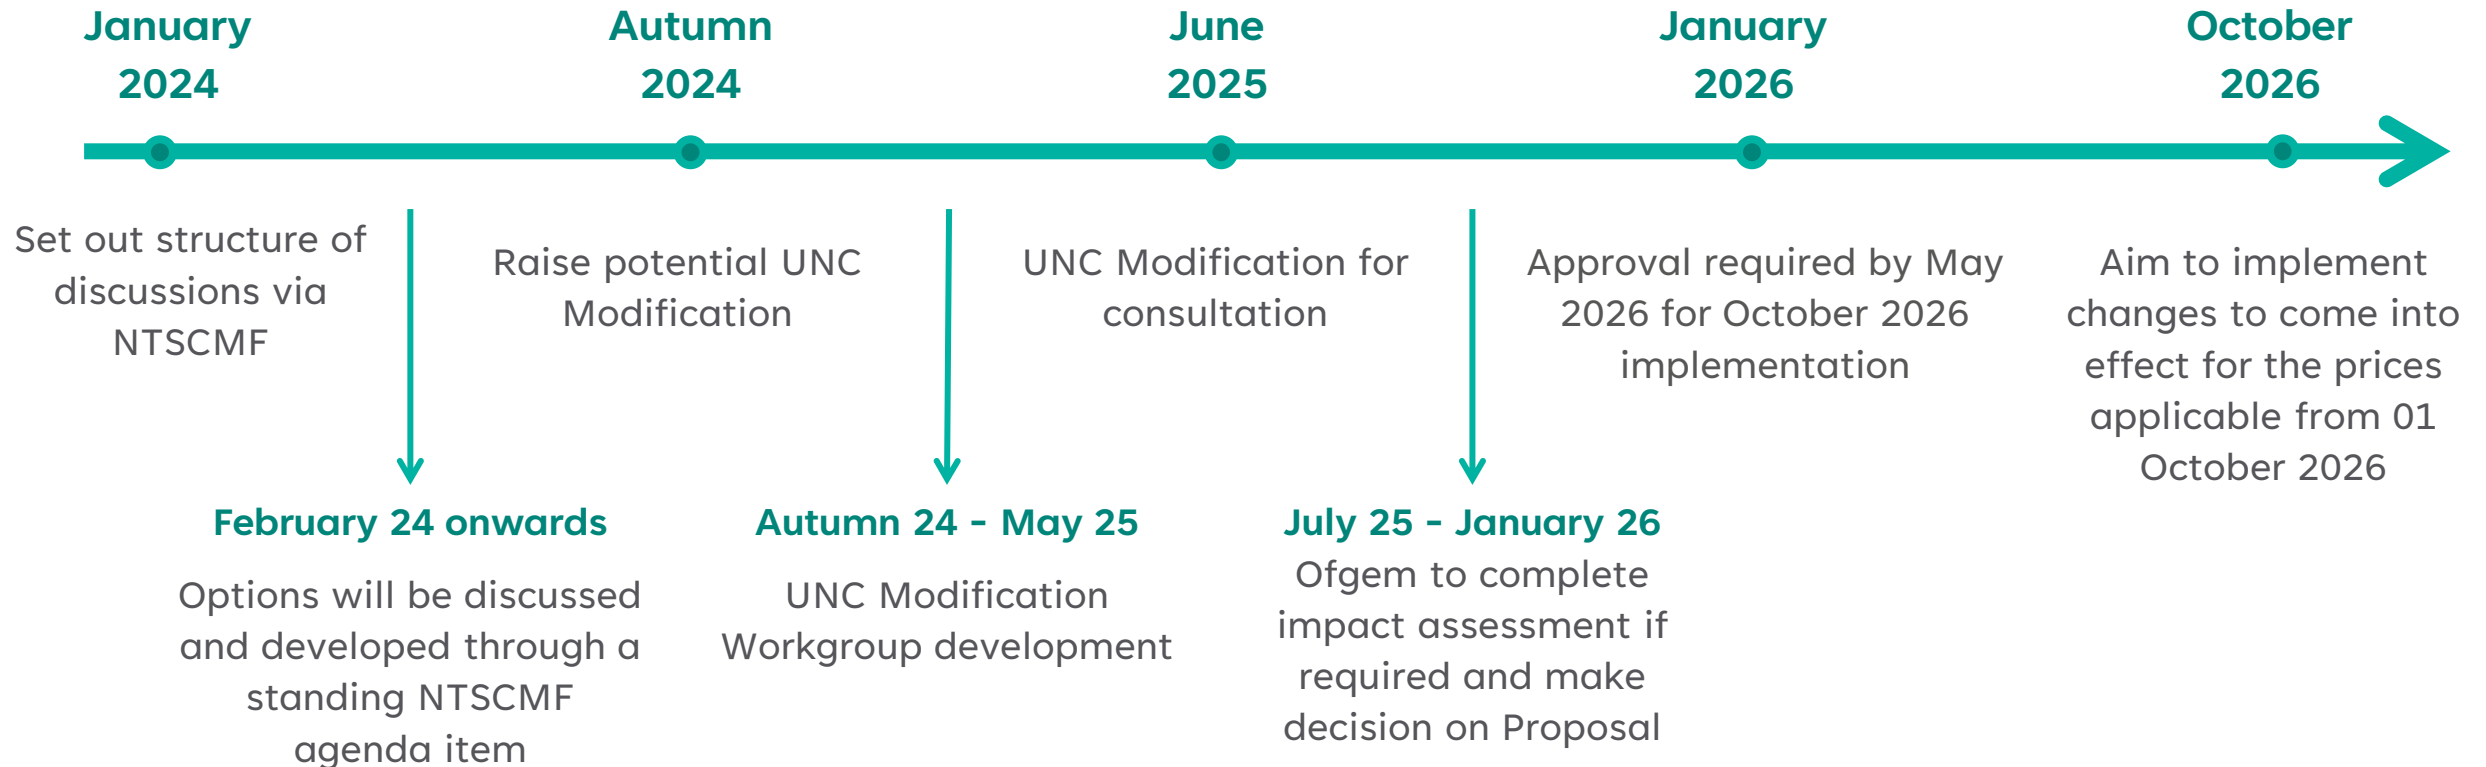 January
2024
Autumn
2024
June
2025
January
2026
October
2026
Set out structure of
discussions via
NTSCMF
Raise potential UNC
Modification
UNC Modification for
consultation
Approval required by May
2026 for October 2026
implementation
Aim to implement
changes to come into
effect for the prices
applicable from 01
October 2026
February 24 onwards
Options will be discussed
and developed through a
standing NTSCMF
agenda item
Autumn 24 - May 25
UNC Modification
Workgroup development
July 25 - January 26
Ofgem to complete
impact assessment if
required and make
decision on Proposal